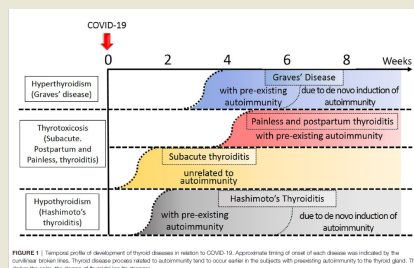 COVID-19
0 2 4 6 8 Weeks
Hyperthyroidism
(Graves' disease)
Graves' Disease
with pre-existing
autoimmunity
due to de novo induction of
autoimmunity
Thyrotoxicosis
(Subacute.
Postpartum and
Painless, thyroiditis)
Painless and postpartum thyroiditis
with pre-existing autoimmunity
Subacute thyroiditis
unrelated to
autoimmunity
Hypothyroidism
(Hashimoto's
thyroiditis)
Hashimoto's Thyroiditis
with pre-existing
autoimmunity
due to de novo induction of
autoimmunity
FIGURE 1 | Temporal profile of development of thyroid diseases in relation to COVID-19. Approximate timing of onset of each disease was indicated by the
curvilinear broken lines. Thyroid disease process related to autoimmunity tend to occur earlier in the subjects with preexisting autoimmunity to the thyroid gland.